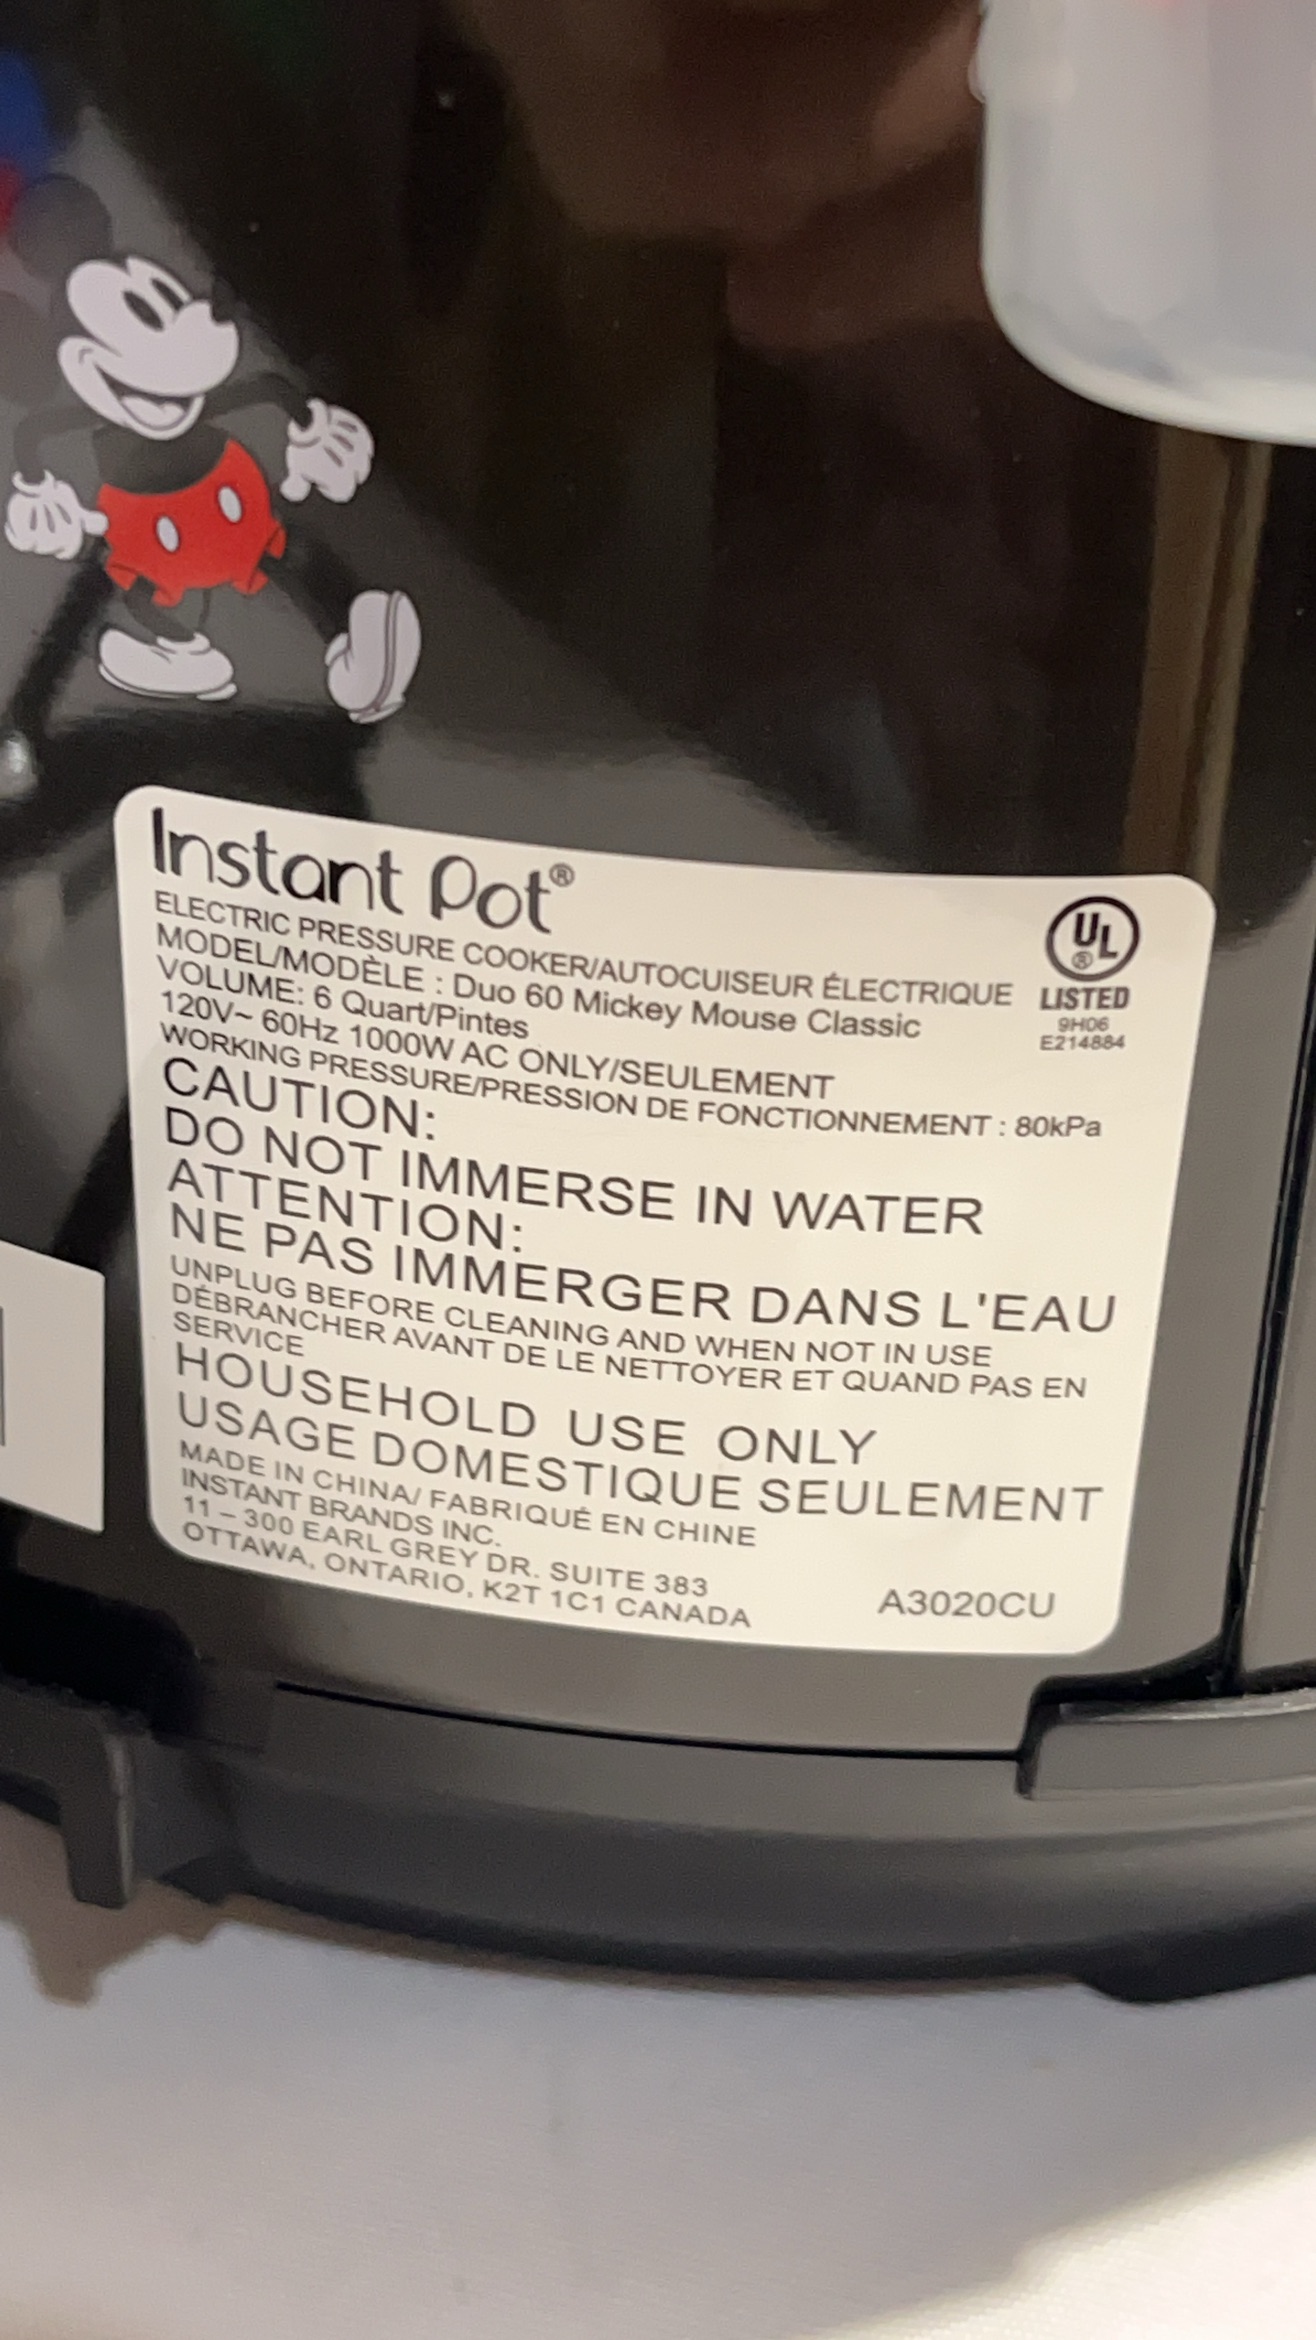 Instant Pot®
ELECTRIC PRESSURE COOKER/AUTOCUISEUR ÉLECTRIQUE
MODEL/MODÈLE : Duo 60 Mickey Mouse Classic
VOLUME: 6 Quart/Pintes
120V~ 60Hz 1000W AC ONLY/SEULEMENT
WORKING PRESSURE/PRESSION DE FONCTIONNEMENT : 80kPa
UL®
LISTED
9H06
E214884
CAUTION:
DO NOT IMMERSE IN WATER
ATTENTION:
NE PAS IMMERGER DANS L'EAU
UNPLUG BEFORE CLEANING AND WHEN NOT IN USE
DÉBRANCHER AVANT DE LE NETTOYER ET QUAND PAS EN
SERVICE
HOUSEHOLD USE ONLY
USAGE DOMESTIQUE SEULEMENT
MADE IN CHINA/ FABRIQUÉ EN CHINE
INSTANT BRANDS INC.
11 – 300 EARL GREY DR. SUITE 383
OTTAWA, ONTARIO, K2T 1C1 CANADA
A3020CU